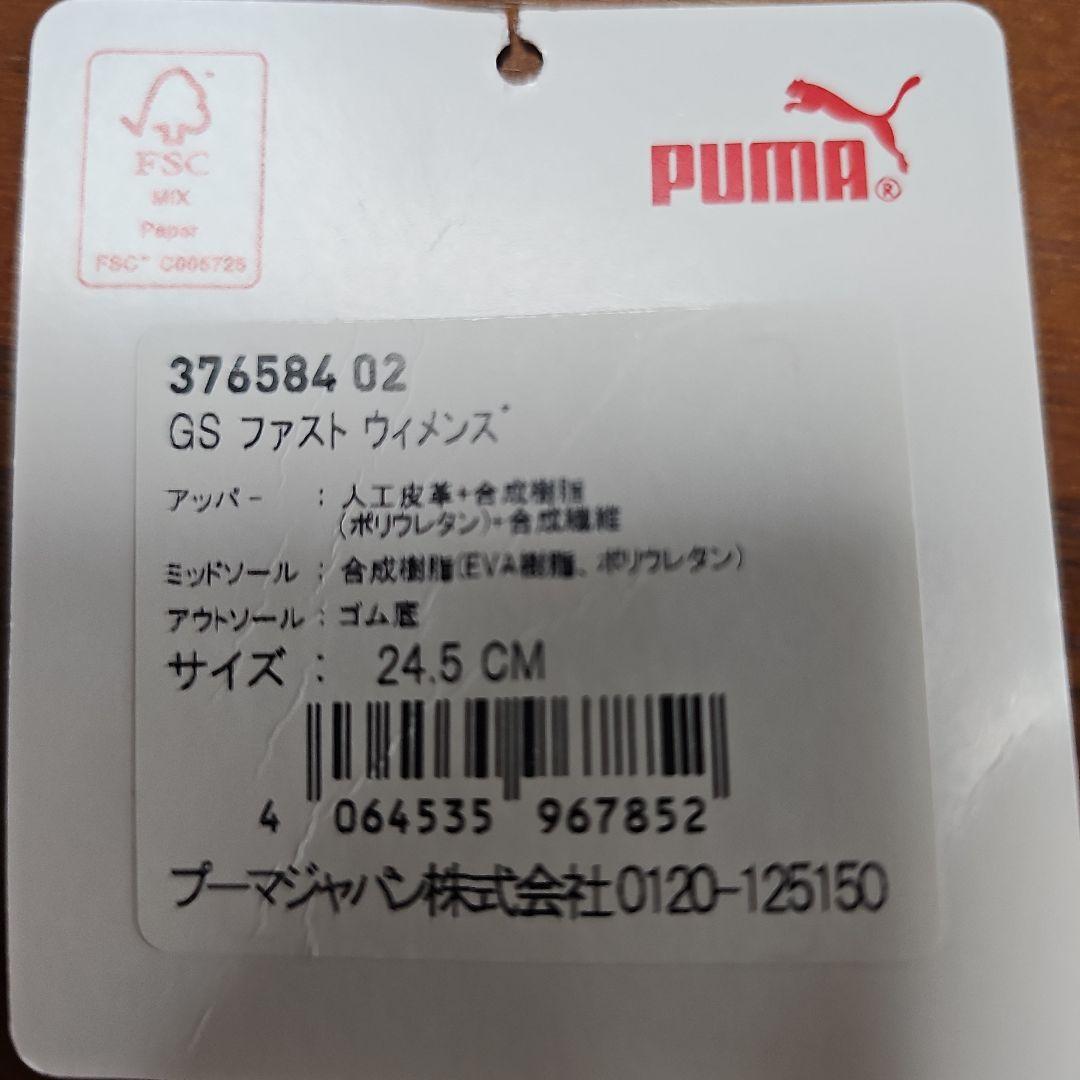 FSC
MIX
Paper
FSC™ C005725
PUMA®
376584 02
GS ファスト ウィメンズ
アッパー : 人工皮革+合成樹脂
(ポリウレタン)+合成繊維
ミッドソール : 合成樹脂(EVA樹脂、ポリウレタン)
アウトソール : ゴム底
サイズ : 24.5 CM
4 064535 967852
プーマジャパン株式会社0120-125150